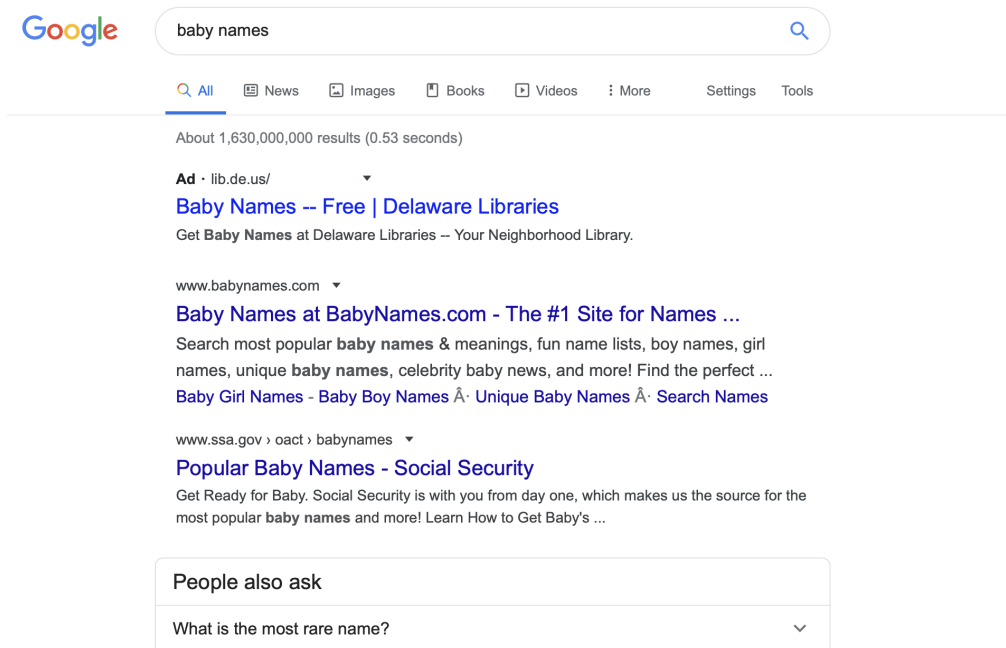 Google baby names
All News Images Books Videos More Settings Tools
About 1,630,000,000 results (0.53 seconds)
Ad · lib.de.us/
Baby Names -- Free | Delaware Libraries
Get Baby Names at Delaware Libraries -- Your Neighborhood Library.
www.babynames.com
Baby Names at BabyNames.com - The #1 Site for Names ...
Search most popular baby names & meanings, fun name lists, boy names, girl
names, unique baby names, celebrity baby news, and more! Find the perfect ...
Baby Girl Names - Baby Boy Names Â· Unique Baby Names Â· Search Names
www.ssa.gov › oact › babynames
Popular Baby Names - Social Security
Get Ready for Baby. Social Security is with you from day one, which makes us the source for the
most popular baby names and more! Learn How to Get Baby's ...
People also ask
What is the most rare name?